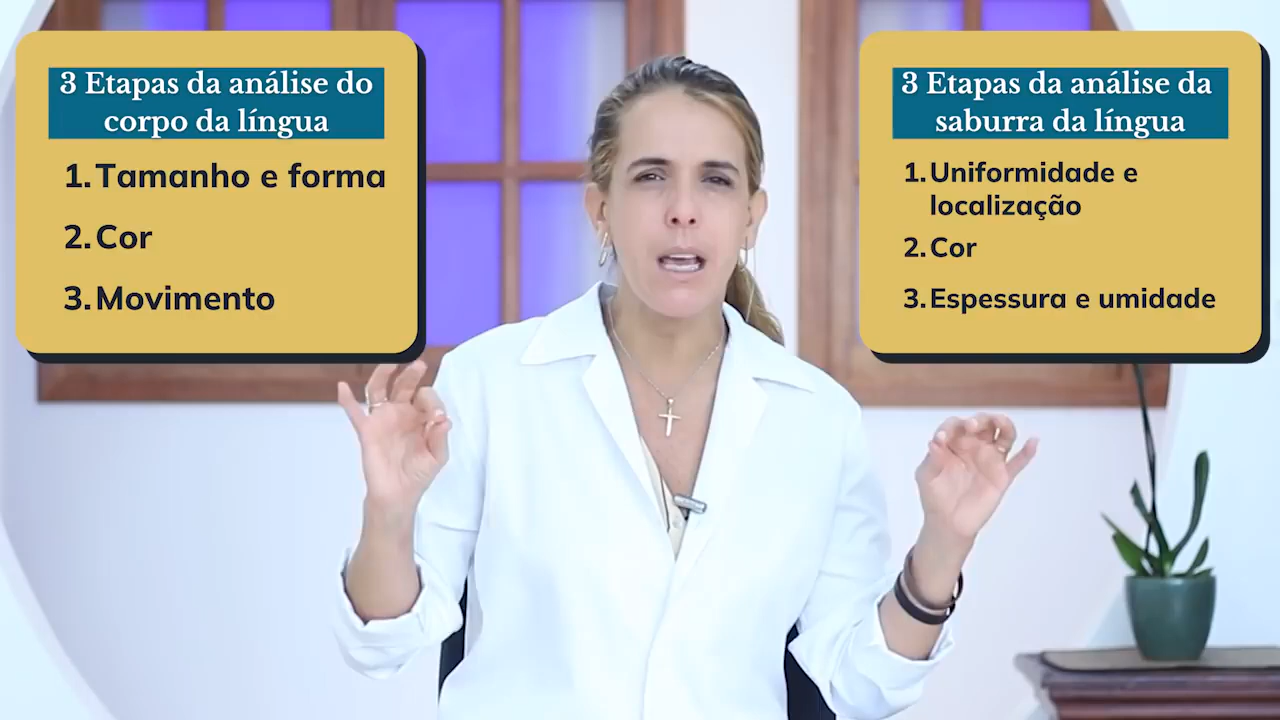 3 Etapas da análise do
corpo da língua
1. Tamanho e forma
2. Cor
3. Movimento
3 Etapas da análise da
saburra da língua
1. Uniformidade e
localização
2. Cor
3. Espessura e umidade